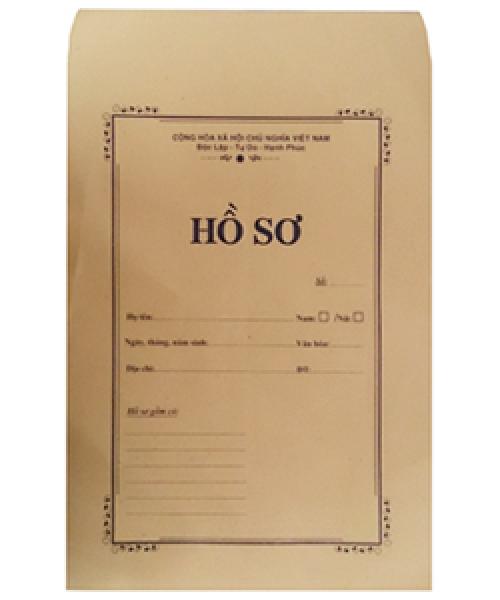 CỘNG HÒA XÃ HỘI CHỦ NGHĨA VIỆT NAM
Độc Lập - Tự Do - Hạnh Phúc
HỒ SƠ
Số:
Họ tên: Nam: /Nữ:
Ngày, tháng, năm sinh: Văn hóa:
Địa chỉ: ĐT:
Hồ sơ gồm có: